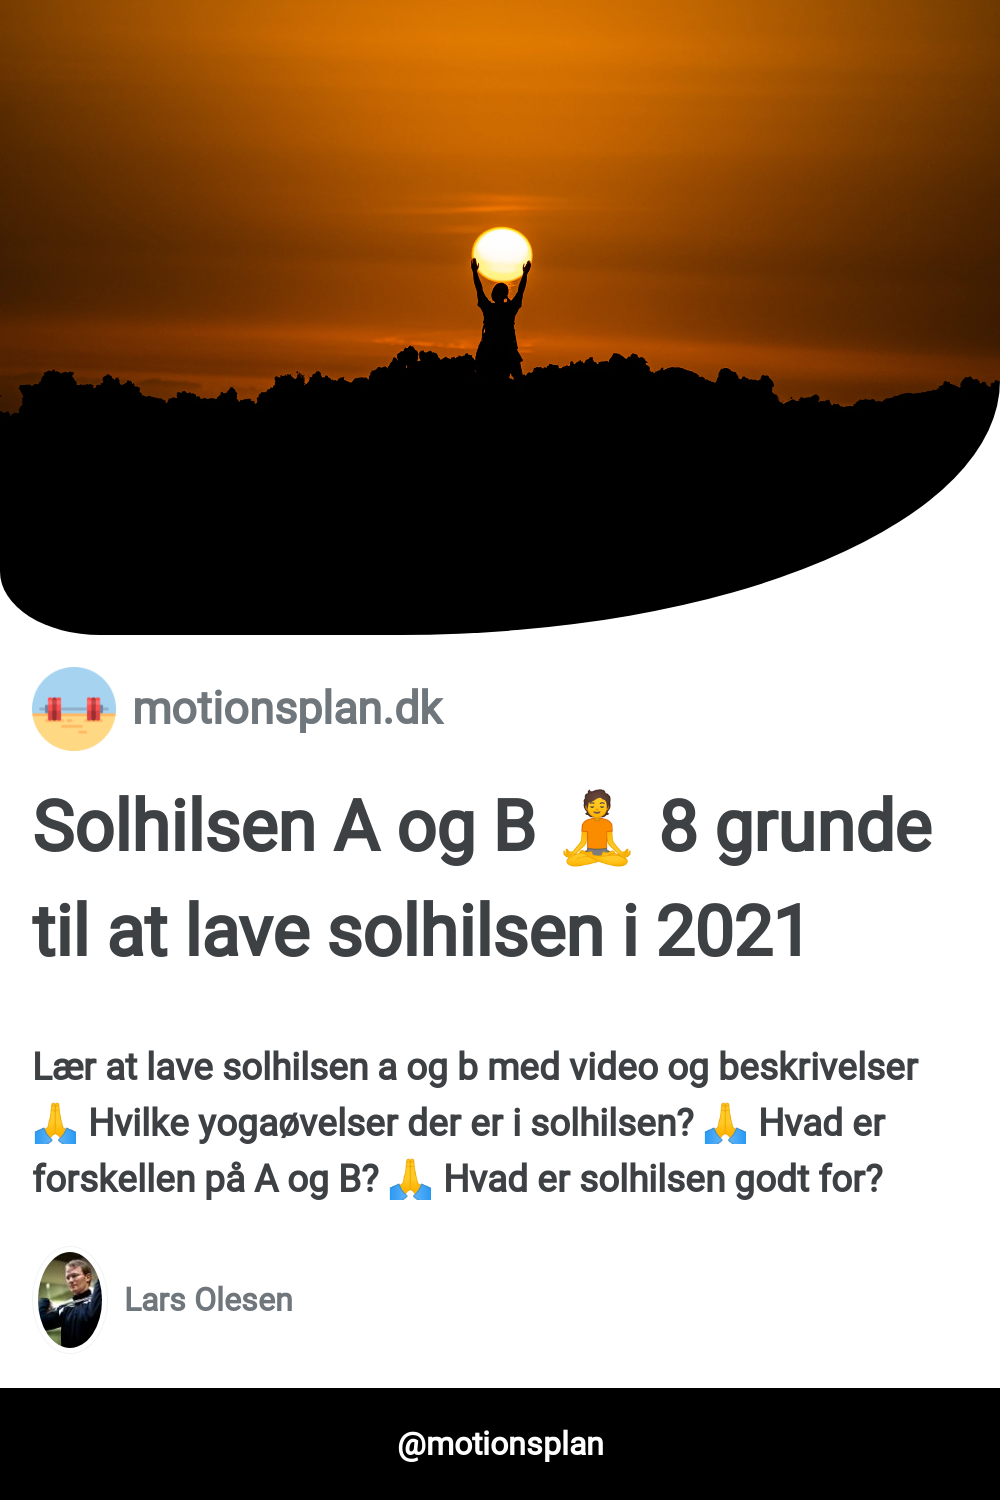 motionsplan.dk
Solhilsen A og B 🧘 8 grunde
til at lave solhilsen i 2021
Lær at lave solhilsen a og b med video og beskrivelser
🙏 Hvilke yogaøvelser der er i solhilsen? 🙏 Hvad er
forskellen på A og B? 🙏 Hvad er solhilsen godt for?
Lars Olesen
@motionsplan